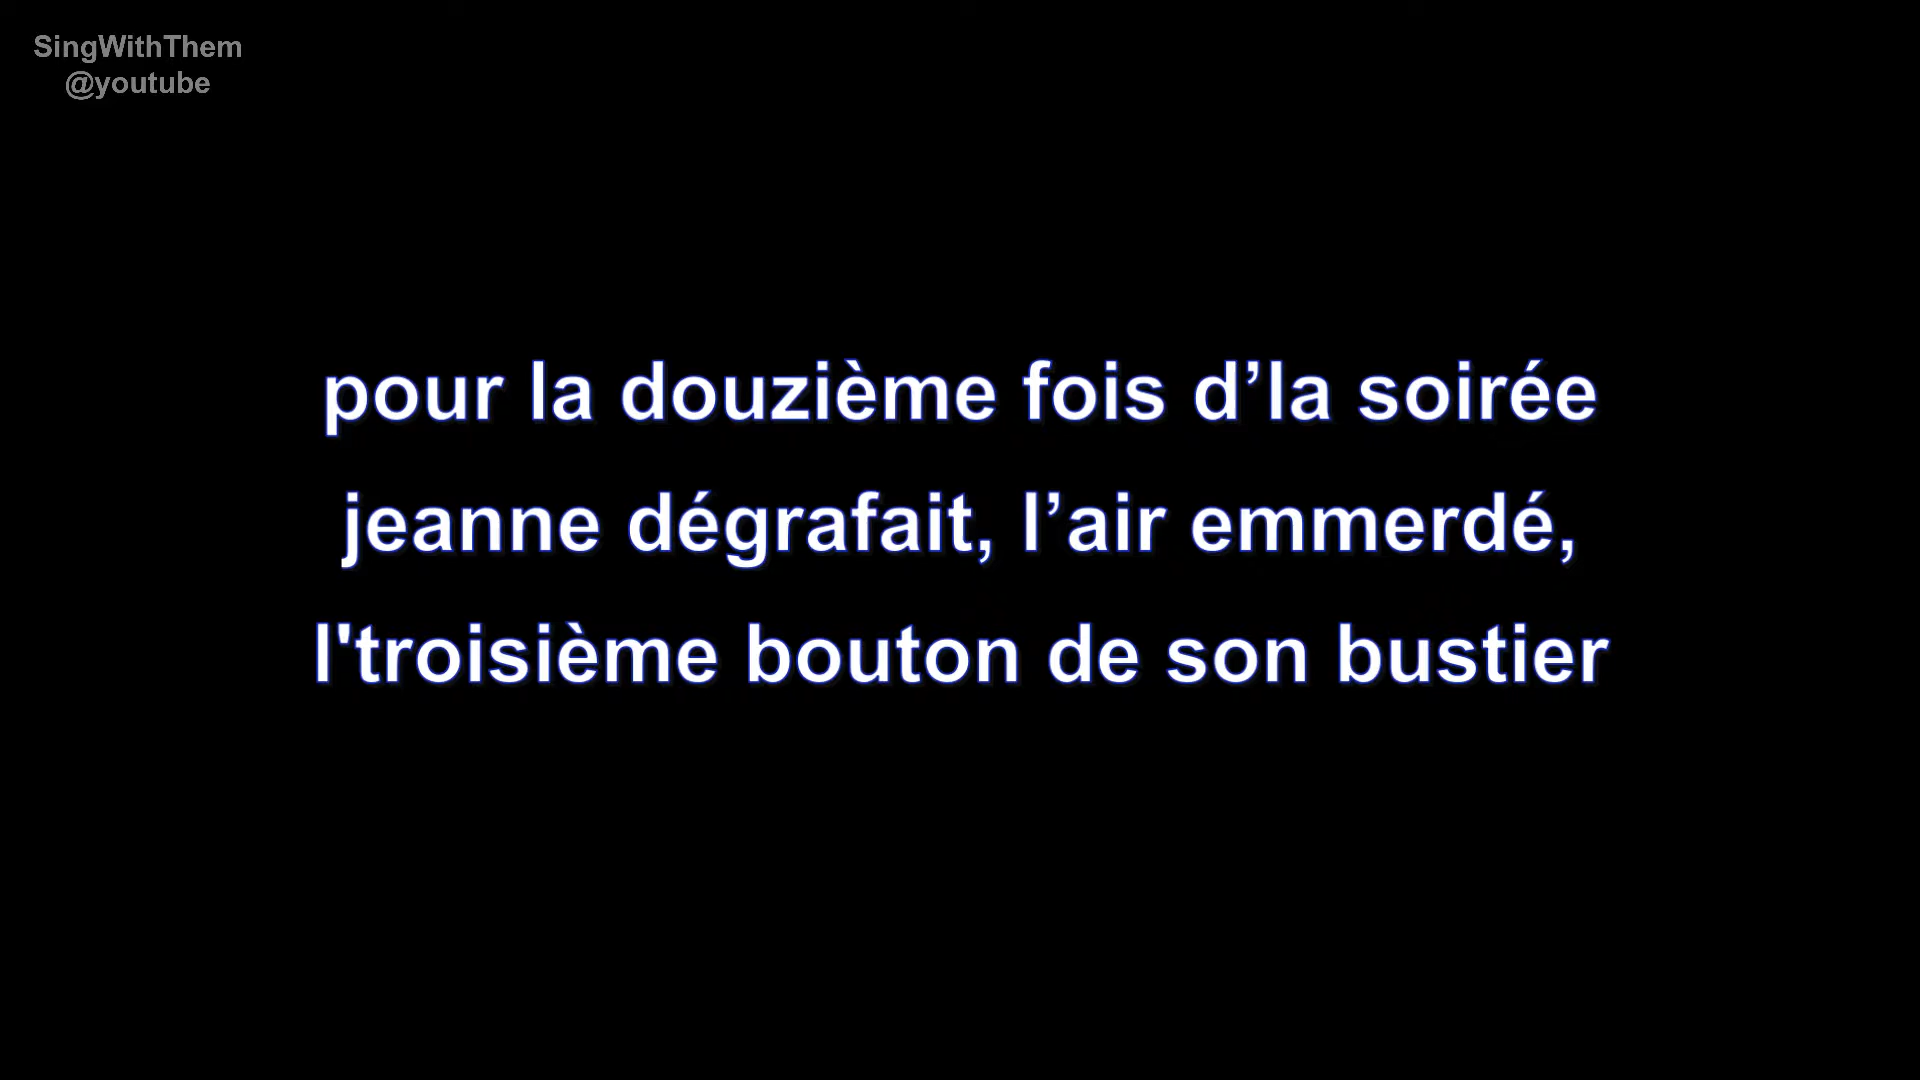 SingWithThem
@youtube
pour la douzième fois d’la soirée
jeanne dégrafait, l’air emmerdé,
l'troisième bouton de son bustier